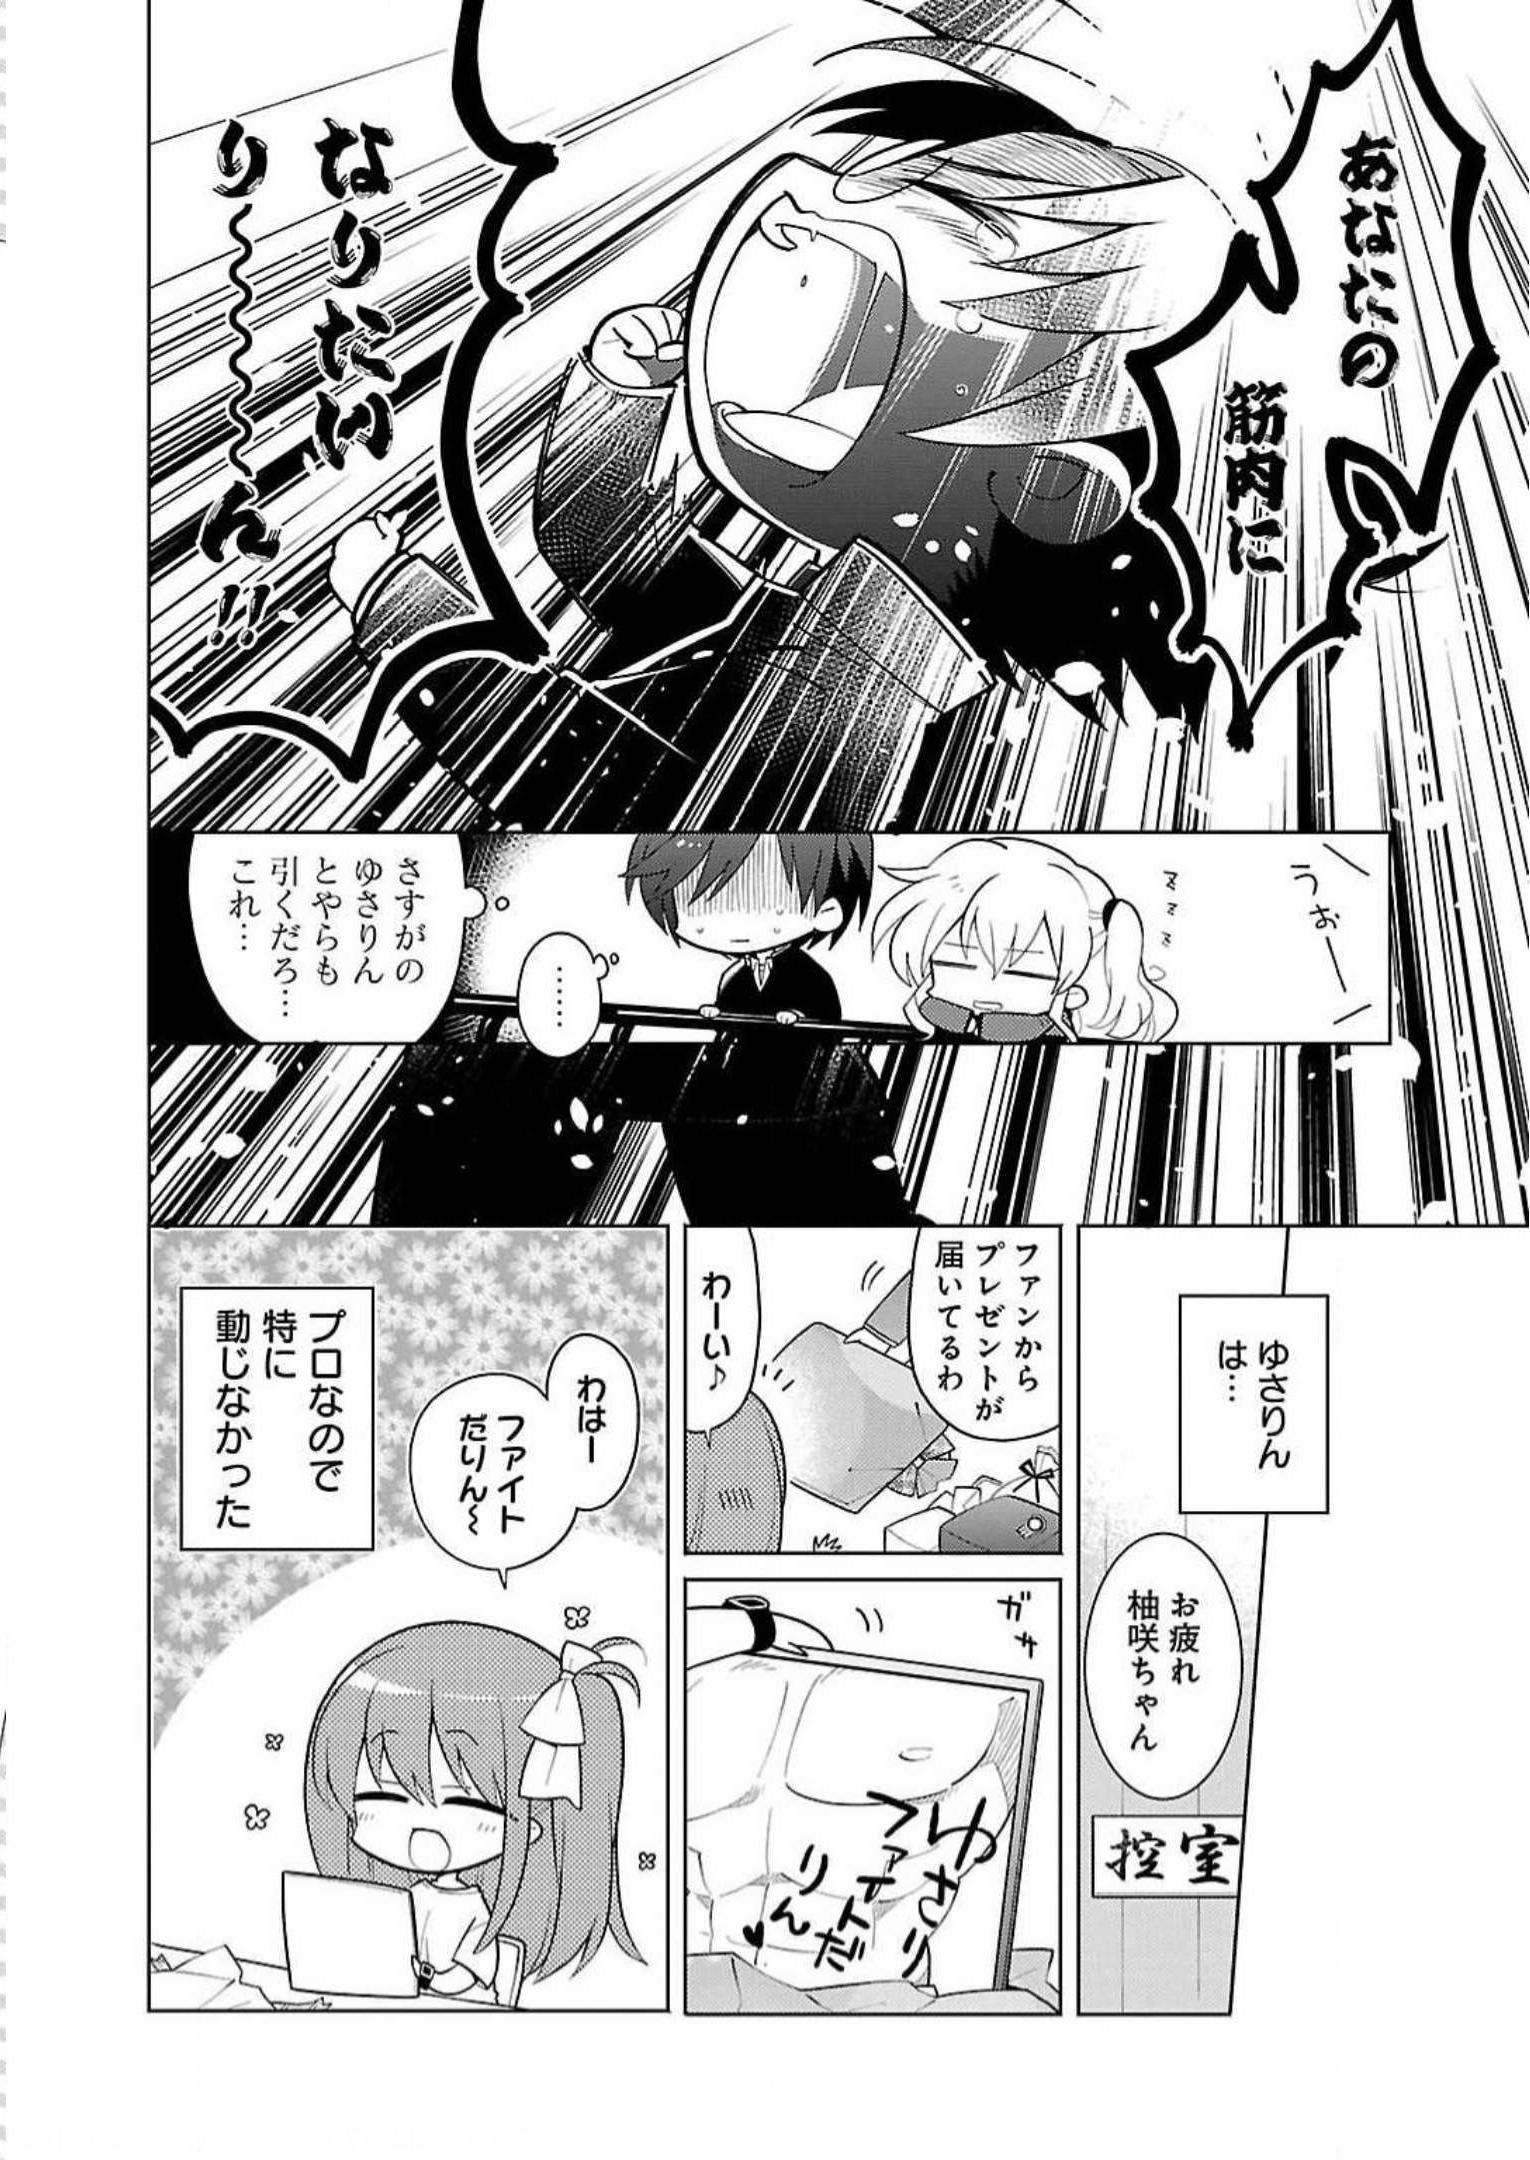 あなたの
筋肉に
なりたい
り〜〜ん!!
うぉーー
zzz
さすがの
ゆさりん
とやらも
引くだろ…
これ…
……
ゆさりん
は…
お疲れ
柚咲ちゃん
控室
ファンから
プレゼントが
届いてるわ
わーい♪
ガサ
ゆさりん
ファイトだ
りん♥
わはー
ファイト
だりん〜
プロなので
特に
動じなかった